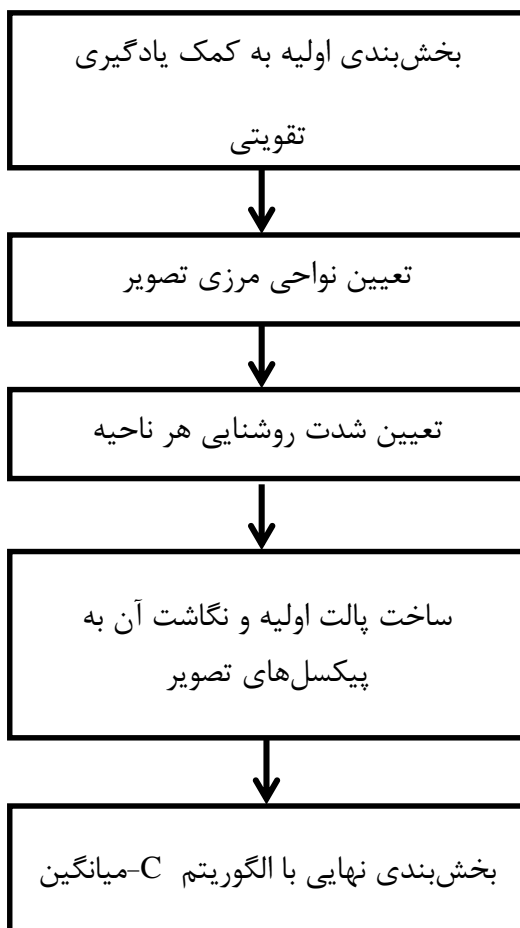 بخش‌بندی اولیه به کمک یادگیری
تقویتی
تعیین نواحی مرزی تصویر
تعیین شدت روشنایی هر ناحیه
ساخت پالت اولیه و نگاشت آن به
پیکسل‌های تصویر
بخش‌بندی نهایی با الگوریتم C-میانگین